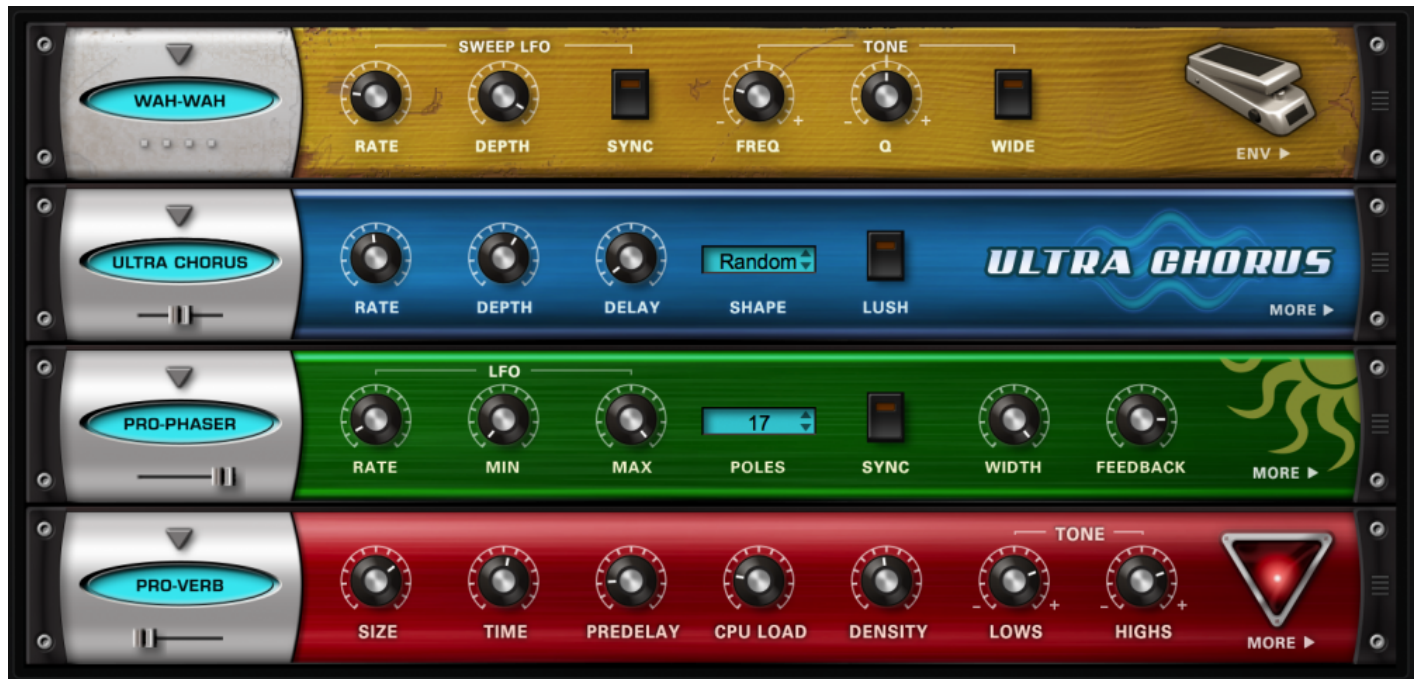 SWEEP LFO TONE
WAH-WAH
RATE DEPTH SYNC FREQ Q WIDE
- + - +
ENV
ULTRA CHORUS
Random
ULTRA CHORUS
RATE DEPTH DELAY SHAPE LUSH
MORE
LFO
PRO-PHASER
17
RATE MIN MAX POLES SYNC WIDTH FEEDBACK
MORE
TONE
PRO-VERB
- + - +
SIZE TIME PREDELAY CPU LOAD DENSITY LOWS HIGHS
MORE